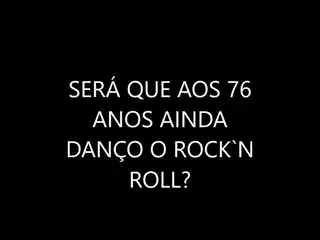 SERÁ QUE AOS 76
ANOS AINDA
DANÇO O ROCK`N
ROLL?